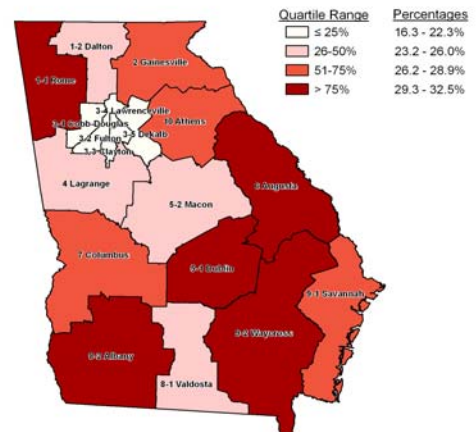 Quartile Range Percentages
≤ 25% 16.3 - 22.3%
26-50% 23.2 - 26.0%
51-75% 26.2 - 28.9%
> 75% 29.3 - 32.5%
1-2 Dalton
2 Gainesville
1-1 Rome
3-4 Lawrenceville
3-1 Cobb-Douglas
10 Athens
3-5 Dekalb
3-2 Fulton
3-3 Clayton
4 Lagrange
6 Augusta
5-2 Macon
7 Columbus
5-1 Dublin
9-1 Savannah
9-2 Waycross
8-2 Albany
8-1 Valdosta